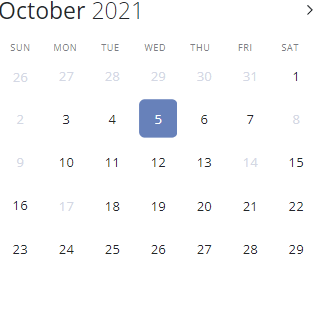 October 2021
SUN MON TUE WED THU FRI SAT
26 27 28 29 30 31 1
2 3 4 5 6 7 8
9 10 11 12 13 14 15
16 17 18 19 20 21 22
23 24 25 26 27 28 29